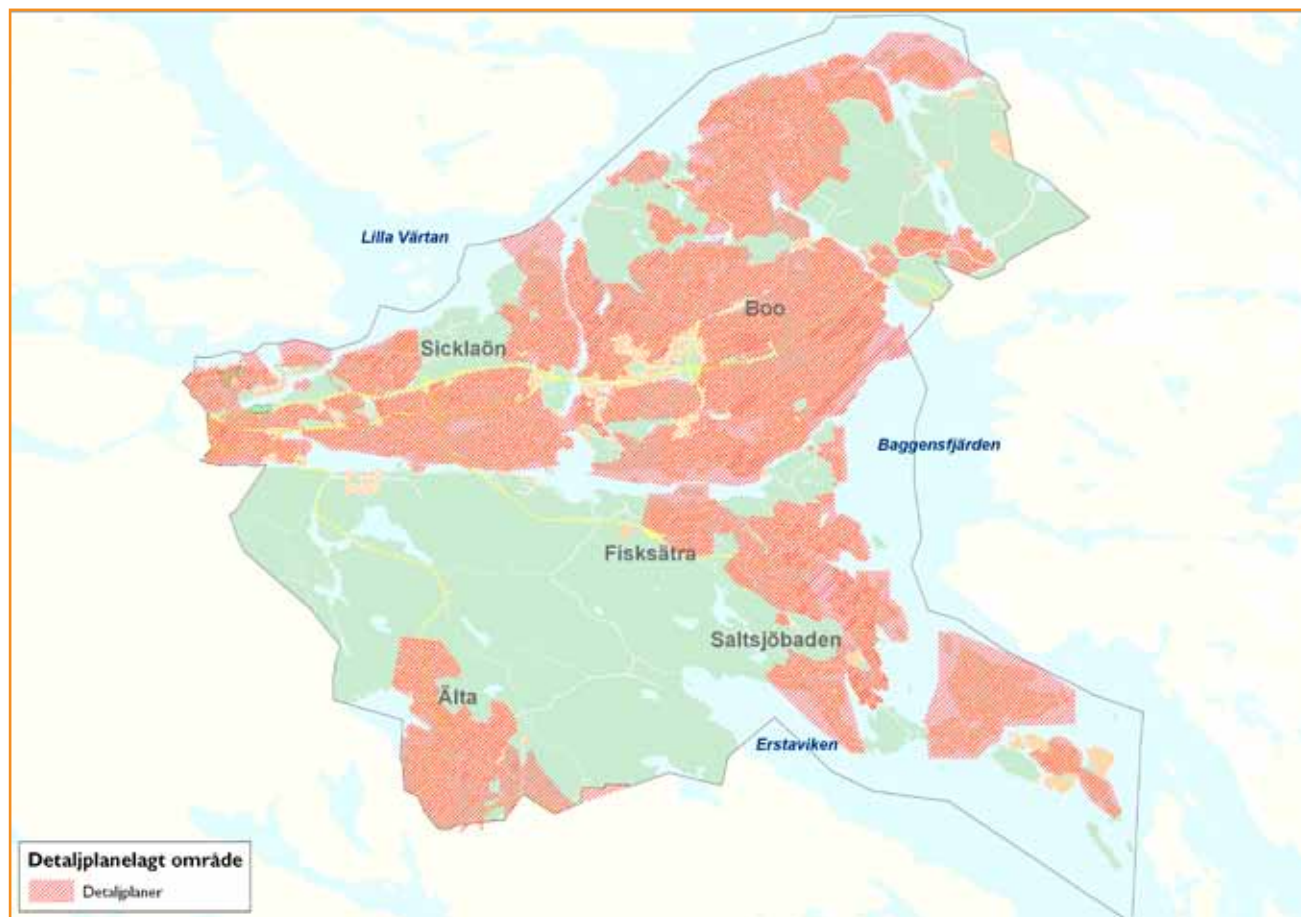 Lilla Värtan
Boo
Sicklaön
Baggensfjärden
Fisksätra
Saltsjöbaden
Älta
Erstaviken
Detaljplanelagt område
Detaljplaner